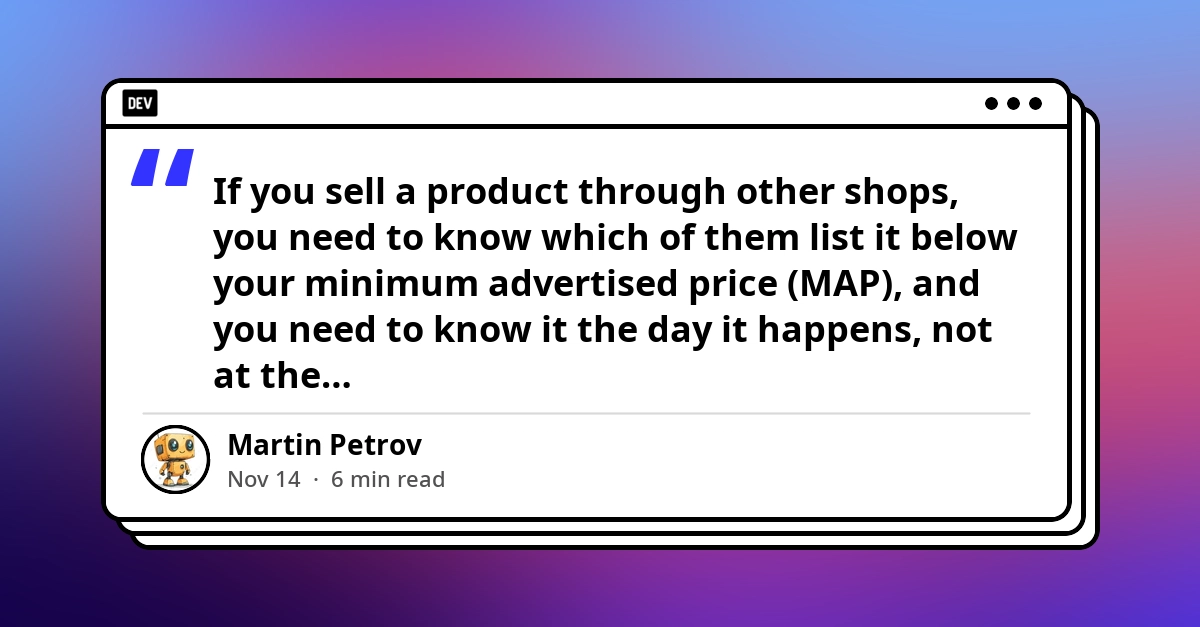 DEV
“
If you sell a product through other shops,
you need to know which of them list it below
your minimum advertised price (MAP), and
you need to know it the day it happens, not
at the...
Martin Petrov
Nov 14 · 6 min read